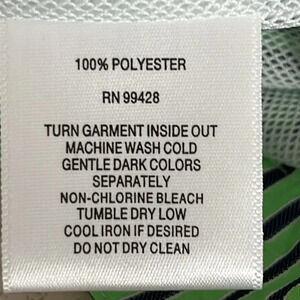 100% POLYESTER
RN 99428
TURN GARMENT INSIDE OUT
MACHINE WASH COLD
GENTLE DARK COLORS
SEPARATELY
NON-CHLORINE BLEACH
TUMBLE DRY LOW
COOL IRON IF DESIRED
DO NOT DRY CLEAN